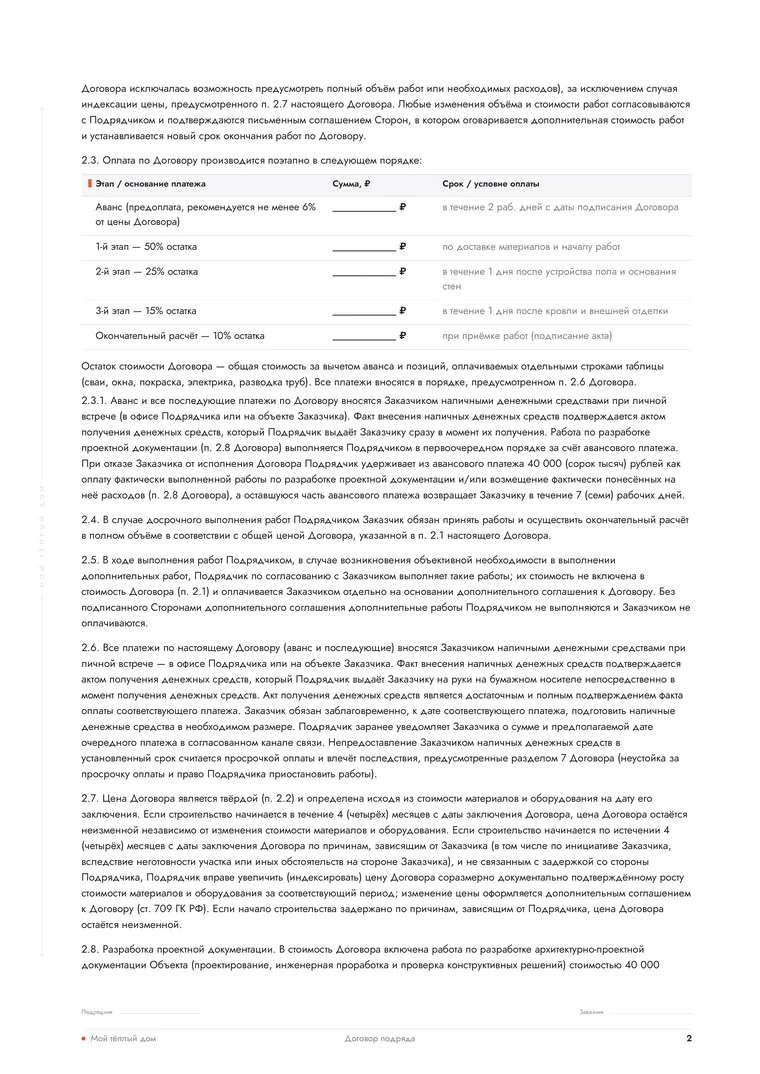 Договора исключалась возможность предусмотреть полный объём работ или необходимых расходов), за исключением случая
индексации цены, предусмотренного п. 2.7 настоящего Договора. Любые изменения объёма и стоимости работ согласовываются
с Подрядчиком и подтверждаются письменным соглашением Сторон, в котором оговаривается дополнительная стоимость работ
и устанавливается новый срок окончания работ по Договору.
2.3. Оплата по Договору производится поэтапно в следующем порядке:
Этап / основание платежа Сумма, ₽ Срок / условие оплаты
Аванс (предоплата, рекомендуется не менее 6% ____________ ₽ в течение 2 раб. дней с даты подписания Договора
от цены Договора)
1-й этап — 50% остатка ____________ ₽ по доставке материалов и началу работ
2-й этап — 25% остатка ____________ ₽ в течение 1 дня после устройства пола и основания
стен
3-й этап — 15% остатка ____________ ₽ в течение 1 дня после кровли и внешней отделки
Окончательный расчёт — 10% остатка ____________ ₽ при приёмке работ (подписание акта)
Остаток стоимости Договора — общая стоимость за вычетом аванса и позиций, оплачиваемых отдельными строками таблицы
(сваи, окна, покраска, электрика, разводка труб). Все платежи вносятся в порядке, предусмотренном п. 2.6 Договора.
2.3.1. Аванс и все последующие платежи по Договору вносятся Заказчиком наличными денежными средствами при личной
встрече (в офисе Подрядчика или на объекте Заказчика). Факт внесения наличных денежных средств подтверждается актом
получения денежных средств, который Подрядчик выдаёт Заказчику сразу в момент их получения. Работа по разработке
проектной документации (п. 2.8 Договора) выполняется Подрядчиком в первоочередном порядке за счёт авансового платежа.
При отказе Заказчика от исполнения Договора Подрядчик удерживает из авансового платежа 40 000 (сорок тысяч) рублей как
оплату фактически выполненной работы по разработке проектной документации и/или возмещение фактически понесённых на
неё расходов (п. 2.8 Договора), а оставшуюся часть авансового платежа возвращает Заказчику в течение 7 (семи) рабочих дней.
2.4. В случае досрочного выполнения работ Подрядчиком Заказчик обязан принять работы и осуществить окончательный расчёт
в полном объёме в соответствии с общей ценой Договора, указанной в п. 2.1 настоящего Договора.
2.5. В ходе выполнения работ Подрядчиком, в случае возникновения объективной необходимости в выполнении
дополнительных работ, Подрядчик по согласованию с Заказчиком выполняет такие работы; их стоимость не включена в
стоимость Договора (п. 2.1) и оплачивается Заказчиком отдельно на основании дополнительного соглашения к Договору. Без
подписанного Сторонами дополнительного соглашения дополнительные работы Подрядчиком не выполняются и Заказчиком не
оплачиваются.
2.6. Все платежи по настоящему Договору (аванс и последующие) вносятся Заказчиком наличными денежными средствами при
личной встрече — в офисе Подрядчика или на объекте Заказчика. Факт внесения наличных денежных средств подтверждается
актом получения денежных средств, который Подрядчик выдаёт Заказчику на руки на бумажном носителе непосредственно в
момент получения денежных средств. Акт получения денежных средств является достаточным и полным подтверждением факта
оплаты соответствующего платежа. Заказчик обязан заблаговременно, к дате соответствующего платежа, подготовить наличные
денежные средства в необходимом размере. Подрядчик заранее уведомляет Заказчика о сумме и предполагаемой дате
очередного платежа в согласованном канале связи. Непредоставление Заказчиком наличных денежных средств в
установленный срок считается просрочкой оплаты и влечёт последствия, предусмотренные разделом 7 Договора (неустойка за
просрочку оплаты и право Подрядчика приостановить работы).
2.7. Цена Договора является твёрдой (п. 2.2) и определена исходя из стоимости материалов и оборудования на дату его
заключения. Если строительство начинается в течение 4 (четырёх) месяцев с даты заключения Договора, цена Договора остаётся
неизменной независимо от изменения стоимости материалов и оборудования. Если строительство начинается по истечении 4
(четырёх) месяцев с даты заключения Договора по причинам, зависящим от Заказчика (в том числе по инициативе Заказчика,
вследствие неготовности участка или иных обстоятельств на стороне Заказчика), и не связанным с задержкой со стороны
Подрядчика, Подрядчик вправе увеличить (индексировать) цену Договора соразмерно документально подтверждённому росту
стоимости материалов и оборудования за соответствующий период; изменение цены оформляется дополнительным соглашением
к Договору (ст. 709 ГК РФ). Если начало строительства задержано по причинам, зависящим от Подрядчика, цена Договора
остаётся неизменной.
2.8. Разработка проектной документации. В стоимость Договора включена работа по разработке архитектурно-проектной
документации Объекта (проектирование, инженерная проработка и проверка конструктивных решений) стоимостью 40 000
Подрядчик Заказчик
Мой тёплый дом Договор подряда 2
МОЙ ТЁПЛЫЙ ДОМ